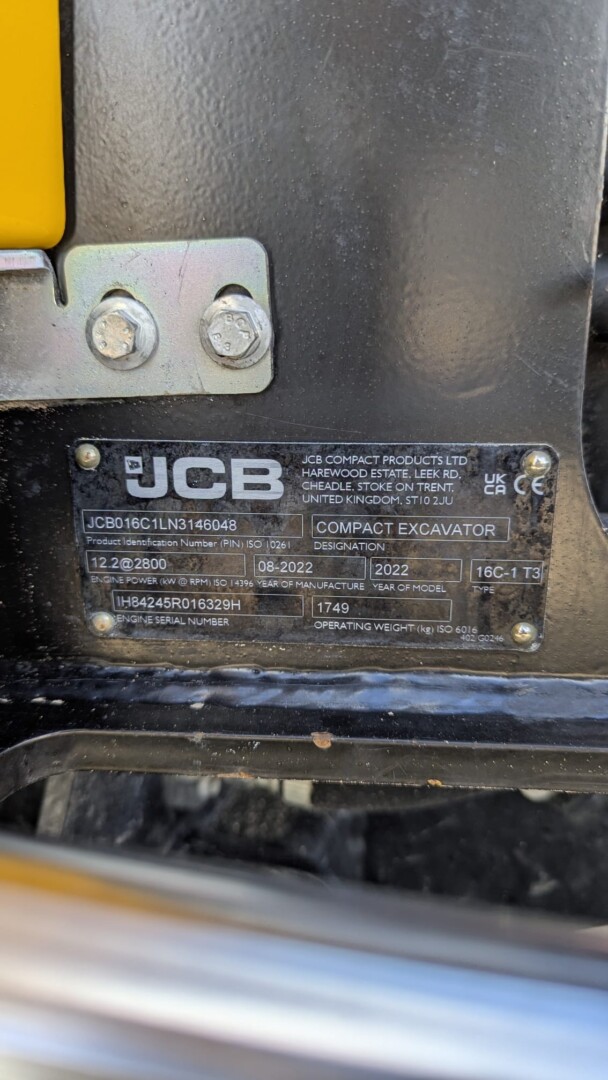 JCB
JCB COMPACT PRODUCTS LTD
HAREWOOD ESTATE, LEEK RD,
CHEADLE, STOKE ON TRENT,
UNITED KINGDOM, ST10 2JU
UK
CA CE
JCB016C1LN3146048
Product Identification Number (PIN) ISO 10261
COMPACT EXCAVATOR
DESIGNATION
12.2@2800 08-2022 2022 16C-1 T3
ENGINE POWER (kW @ RPM) ISO 14396 YEAR OF MANUFACTURE YEAR OF MODEL TYPE
IH84245R016329H 1749
ENGINE SERIAL NUMBER OPERATING WEIGHT (kg) ISO 6016
402/G0246